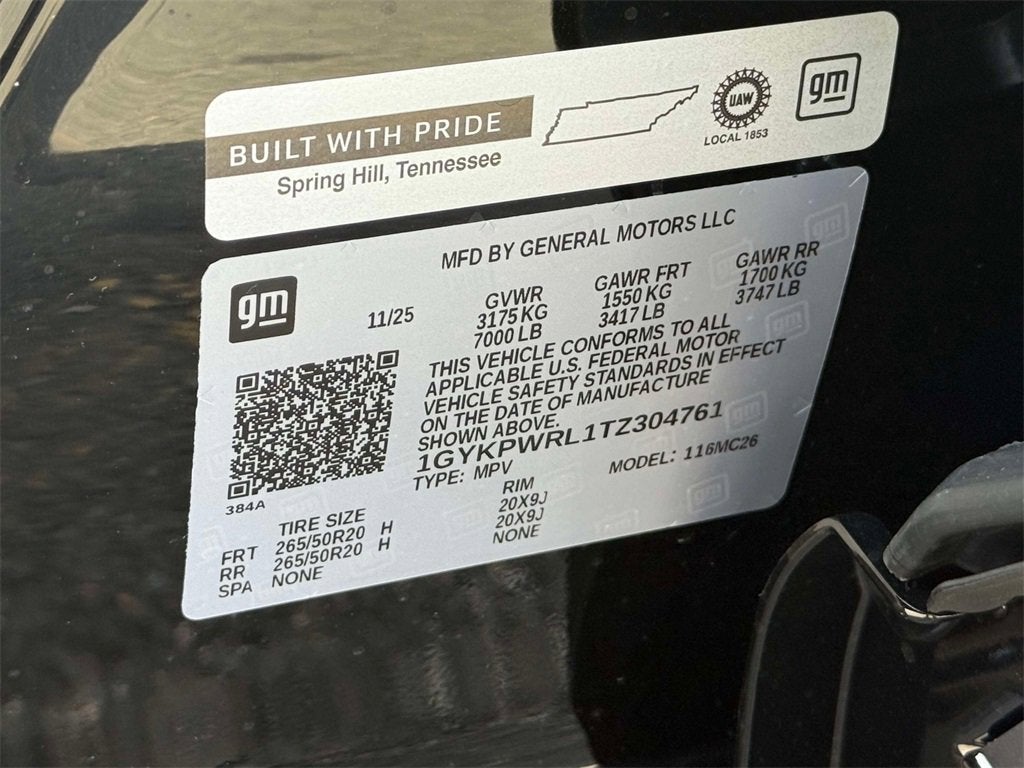 BUILT WITH PRIDE
Spring Hill, Tennessee
UAW
LOCAL 1853
gm
MFD BY GENERAL MOTORS LLC
gm
11/25
GVWR
3175 KG
7000 LB
GAWR FRT
1550 KG
3417 LB
GAWR RR
1700 KG
3747 LB
THIS VEHICLE CONFORMS TO ALL
APPLICABLE U.S. FEDERAL MOTOR
VEHICLE SAFETY STANDARDS IN EFFECT
ON THE DATE OF MANUFACTURE
SHOWN ABOVE.
1GYKPWRL1TZ304761
TYPE: MPV MODEL: 116MC26
384A
TIRE SIZE RIM
FRT 265/50R20 H 20X9J
RR 265/50R20 H 20X9J
SPA NONE NONE